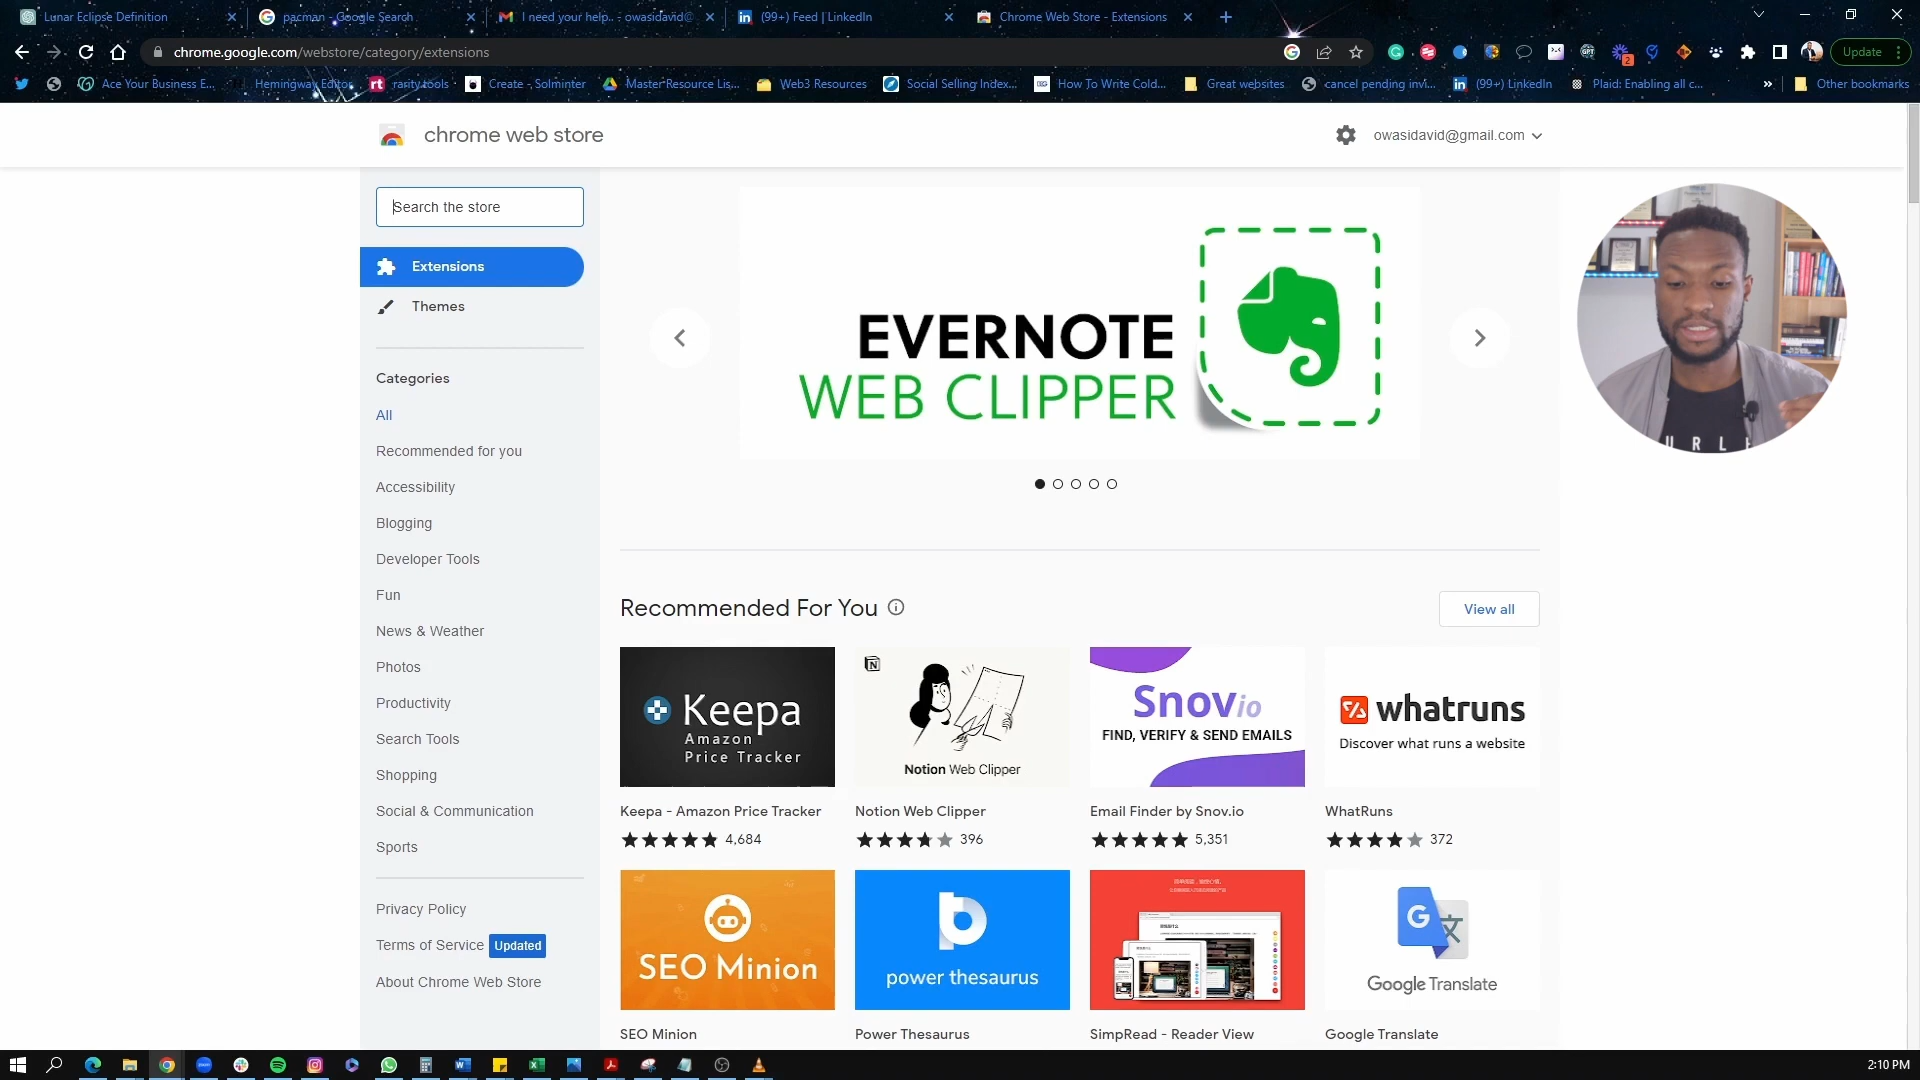 Lunar Eclipse Definition
pacman - Google Search
I need your help.. - owasidavid@
(99+) Feed | LinkedIn
Chrome Web Store - Extensions
chrome.google.com/webstore/category/extensions
Update
Ace Your Business E...
Hemingway Editor
rarity.tools
Create - Solminter
Master Resource Lis...
Web3 Resources
Social Selling Index...
How To Write Cold...
Great websites
cancel pending invi...
(99+) LinkedIn
Plaid: Enabling all c...
Other bookmarks
chrome web store
owasidavid@gmail.com
Search the store
Extensions
Themes
Categories
All
Recommended for you
Accessibility
Blogging
Developer Tools
Fun
News & Weather
Photos
Productivity
Search Tools
Shopping
Social & Communication
Sports
Privacy Policy
Terms of Service Updated
About Chrome Web Store
EVERNOTE
WEB CLIPPER
Recommended For You
View all
Keepa
Amazon
Price Tracker
Keepa - Amazon Price Tracker
4,684
Notion Web Clipper
Notion Web Clipper
396
Snovio
FIND, VERIFY & SEND EMAILS
Email Finder by Snov.io
5,351
whatruns
Discover what runs a website
WhatRuns
372
SEO Minion
SEO Minion
power thesaurus
Power Thesaurus
SimpRead - Reader View
Google Translate
Google Translate
URLE
2:10 PM